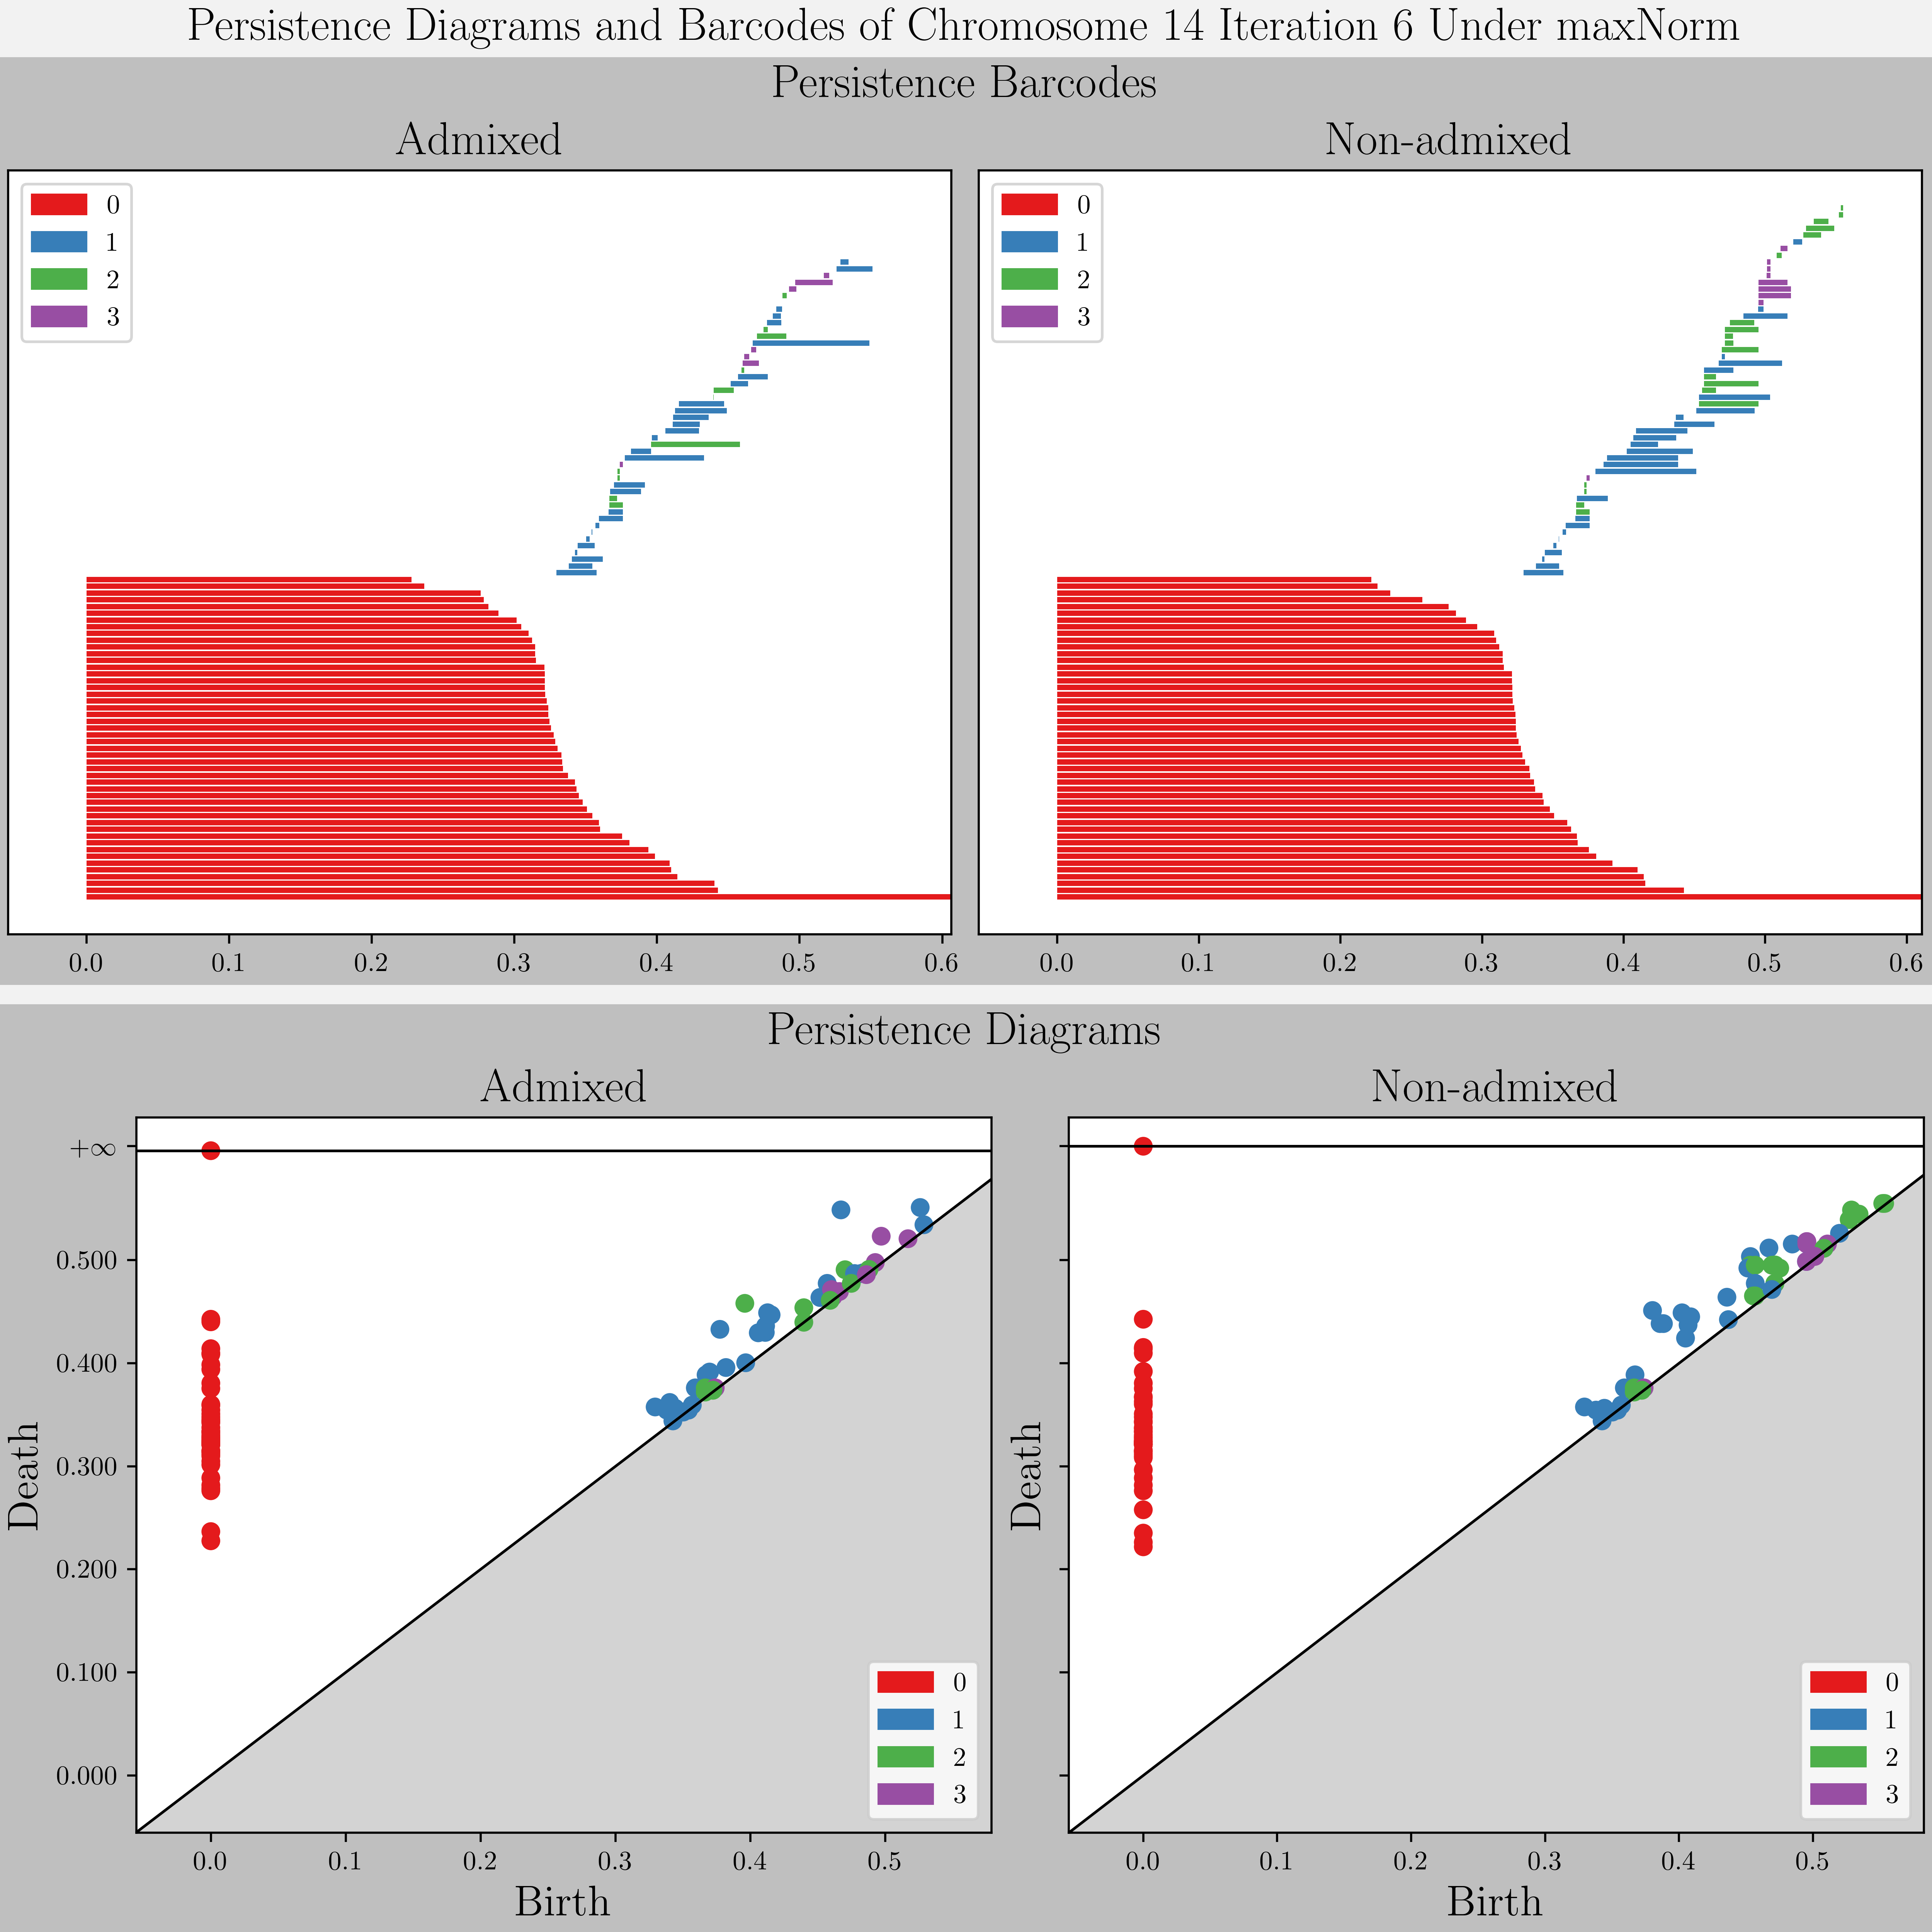 Persistence Diagrams and Barcodes of Chromosome 14 Iteration 6 Under maxNorm
Persistence Barcodes
Admixed
0
1
2
3
0.0 0.1 0.2 0.3 0.4 0.5 0.6
Non-admixed
0
1
2
3
0.0 0.1 0.2 0.3 0.4 0.5 0.6
Persistence Diagrams
Admixed
+∞
0.500
0.400
0.300
0.200
0.100
0.000
Death
0
1
2
3
0.0 0.1 0.2 0.3 0.4 0.5
Birth
Non-admixed
Death
0
1
2
3
0.0 0.1 0.2 0.3 0.4 0.5
Birth